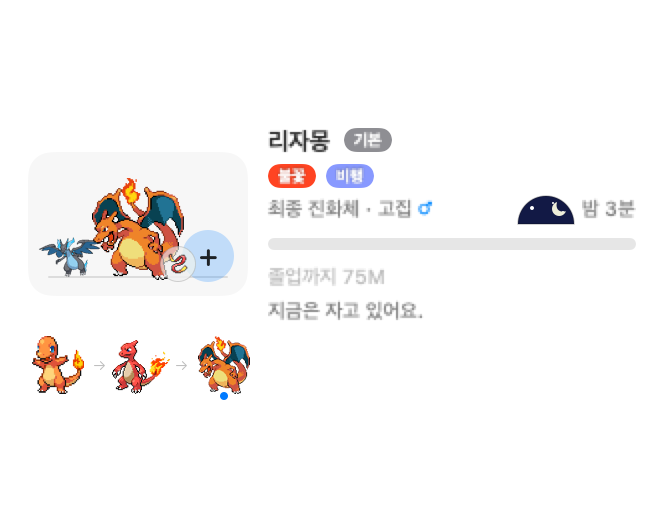 리자몽 기본
불꽃 비행
최종 진화체 · 고집 ♂ 밤 3분
졸업까지 75M
지금은 자고 있어요.